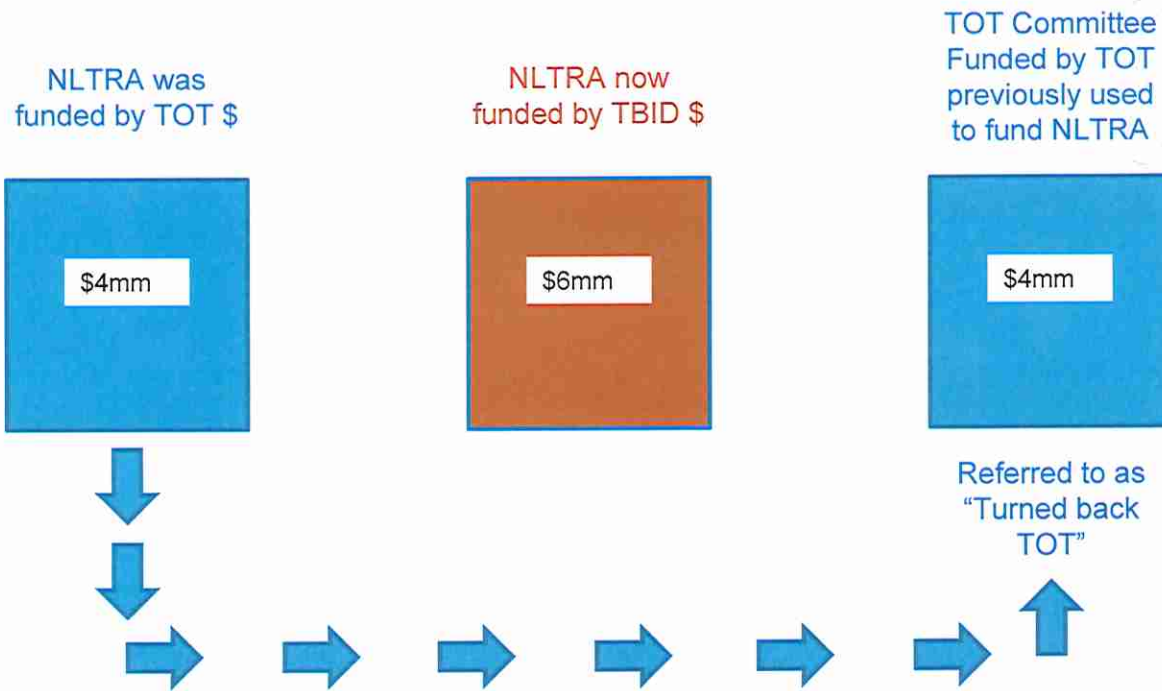 NLTRA was
funded by TOT $
$4mm
NLTRA now
funded by TBID $
$6mm
TOT Committee
Funded by TOT
previously used
to fund NLTRA
$4mm
Referred to as
“Turned back
TOT”